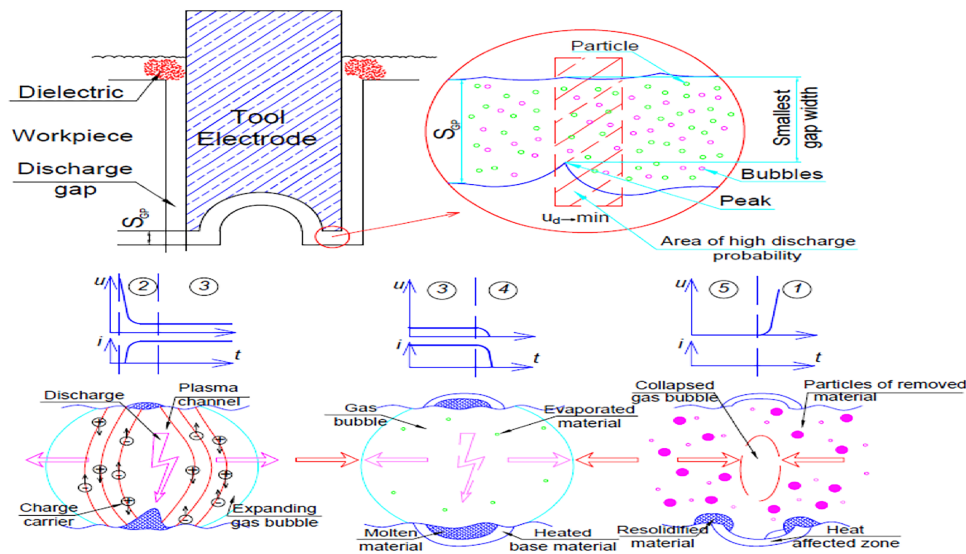 Dielectric
Workpiece
Discharge
gap
S_GP
Tool
Electrode
Particle
S_GP
Smallest
gap width
Bubbles
Peak
u_d→min
Area of high discharge
probability
u
2
3
i
t
u
3
4
i
t
u
5
1
i
t
Discharge
Plasma
channel
Charge
carrier
Expanding
gas bubble
Gas
bubble
Evaporated
material
Molten
material
Heated
base material
Collapsed
gas bubble
Particles of removed
material
Resolidified
material
Heat
affected zone